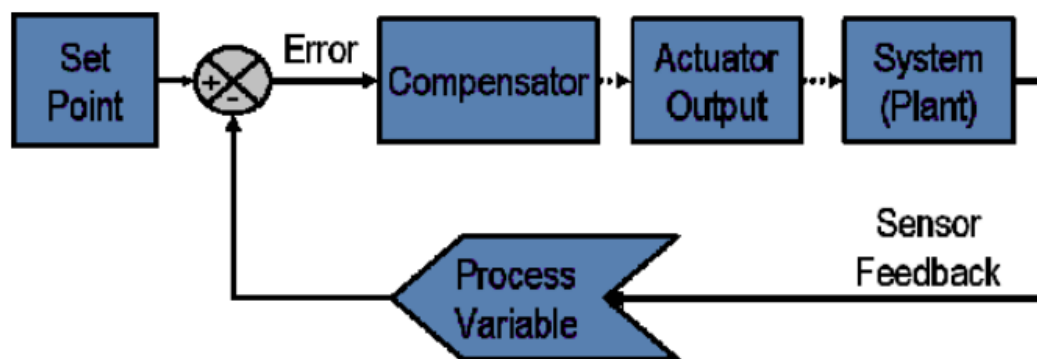 Set
Point
+
-
Error
Compensator
Actuator
Output
System
(Plant)
Sensor
Feedback
Process
Variable